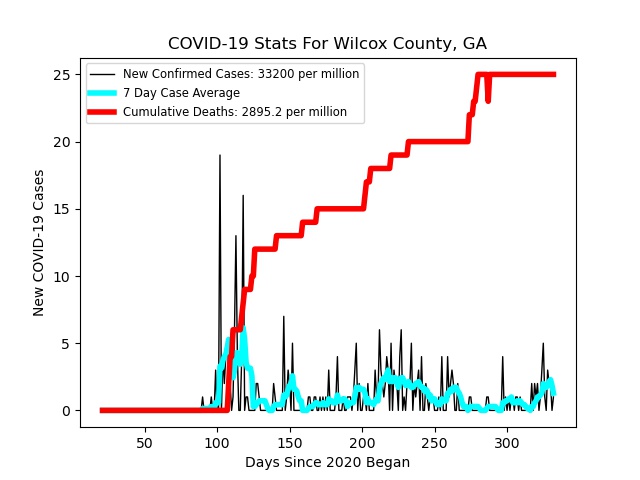 COVID-19 Stats For Wilcox County, GA
New Confirmed Cases: 33200 per million
7 Day Case Average
Cumulative Deaths: 2895.2 per million
New COVID-19 Cases
25
20
15
10
5
0
50
100
150
200
250
300
Days Since 2020 Began